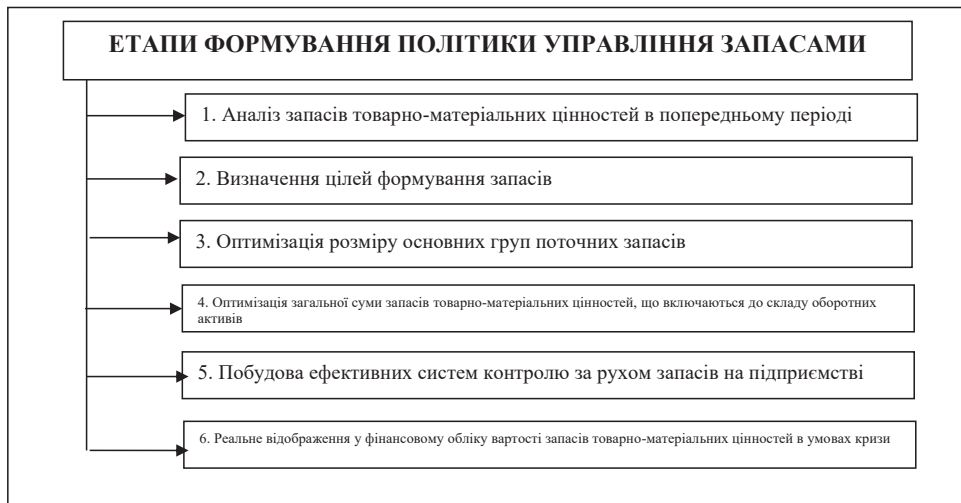 ЕТАПИ ФОРМУВАННЯ ПОЛІТИКИ УПРАВЛІННЯ ЗАПАСАМИ
1. Аналіз запасів товарно-матеріальних цінностей в попередньому періоді
2. Визначення цілей формування запасів
3. Оптимізація розміру основних груп поточних запасів
4. Оптимізація загальної суми запасів товарно-матеріальних цінностей, що включаються до складу оборотних
активів
5. Побудова ефективних систем контролю за рухом запасів на підприємстві
6. Реальне відображення у фінансовому обліку вартості запасів товарно-матеріальних цінностей в умовах кризи